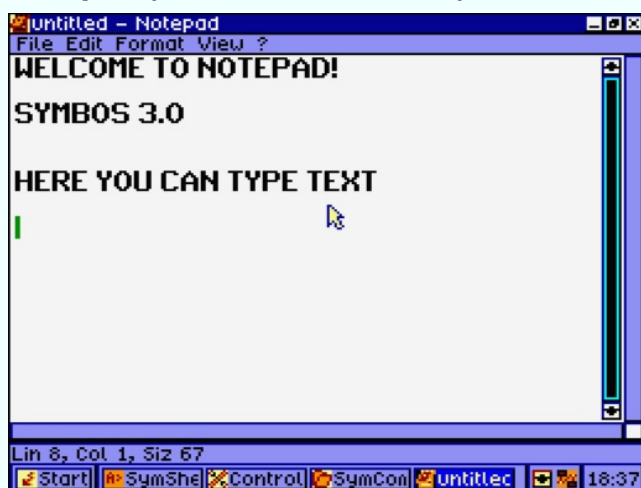 untitled – Notepad
File Edit Format View ?
WELCOME TO NOTEPAD!
SYMBOS 3.0
HERE YOU CAN TYPE TEXT
Lin 8, Col 1, Siz 67
Start SymShe Control SymCom untitlec 18:37